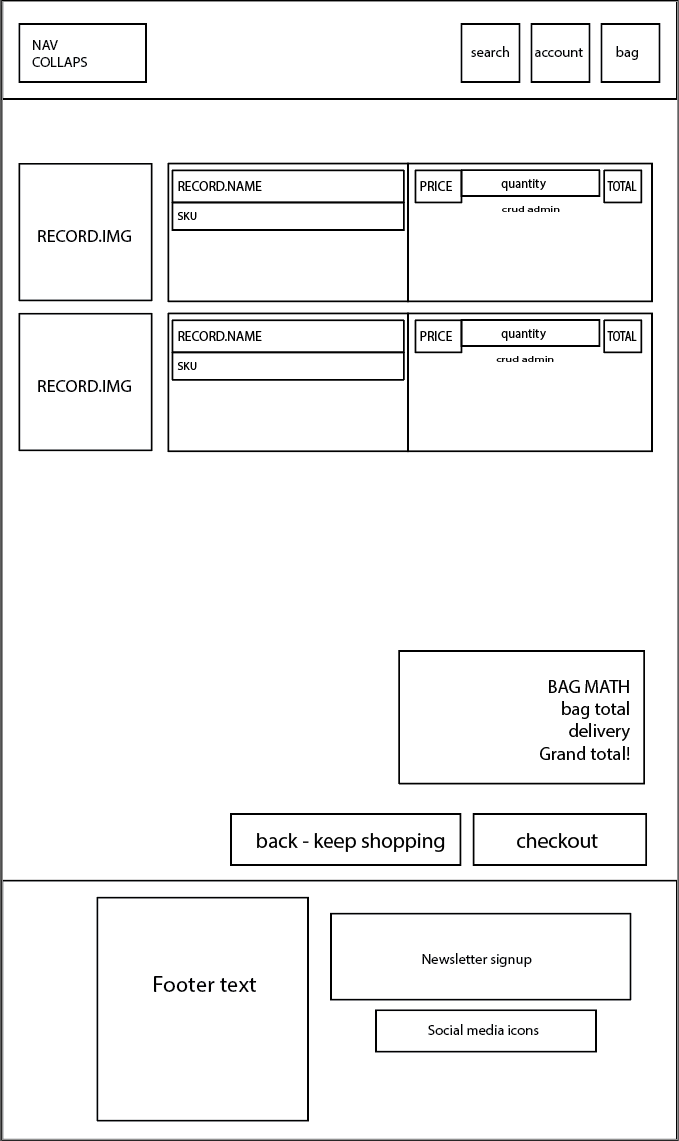 NAV
COLLAPS
search
account
bag
RECORD.IMG
RECORD.NAME
SKU
PRICE
quantity
TOTAL
crud admin
RECORD.IMG
RECORD.NAME
SKU
PRICE
quantity
TOTAL
crud admin
BAG MATH
bag total
delivery
Grand total!
back - keep shopping
checkout
Footer text
Newsletter signup
Social media icons